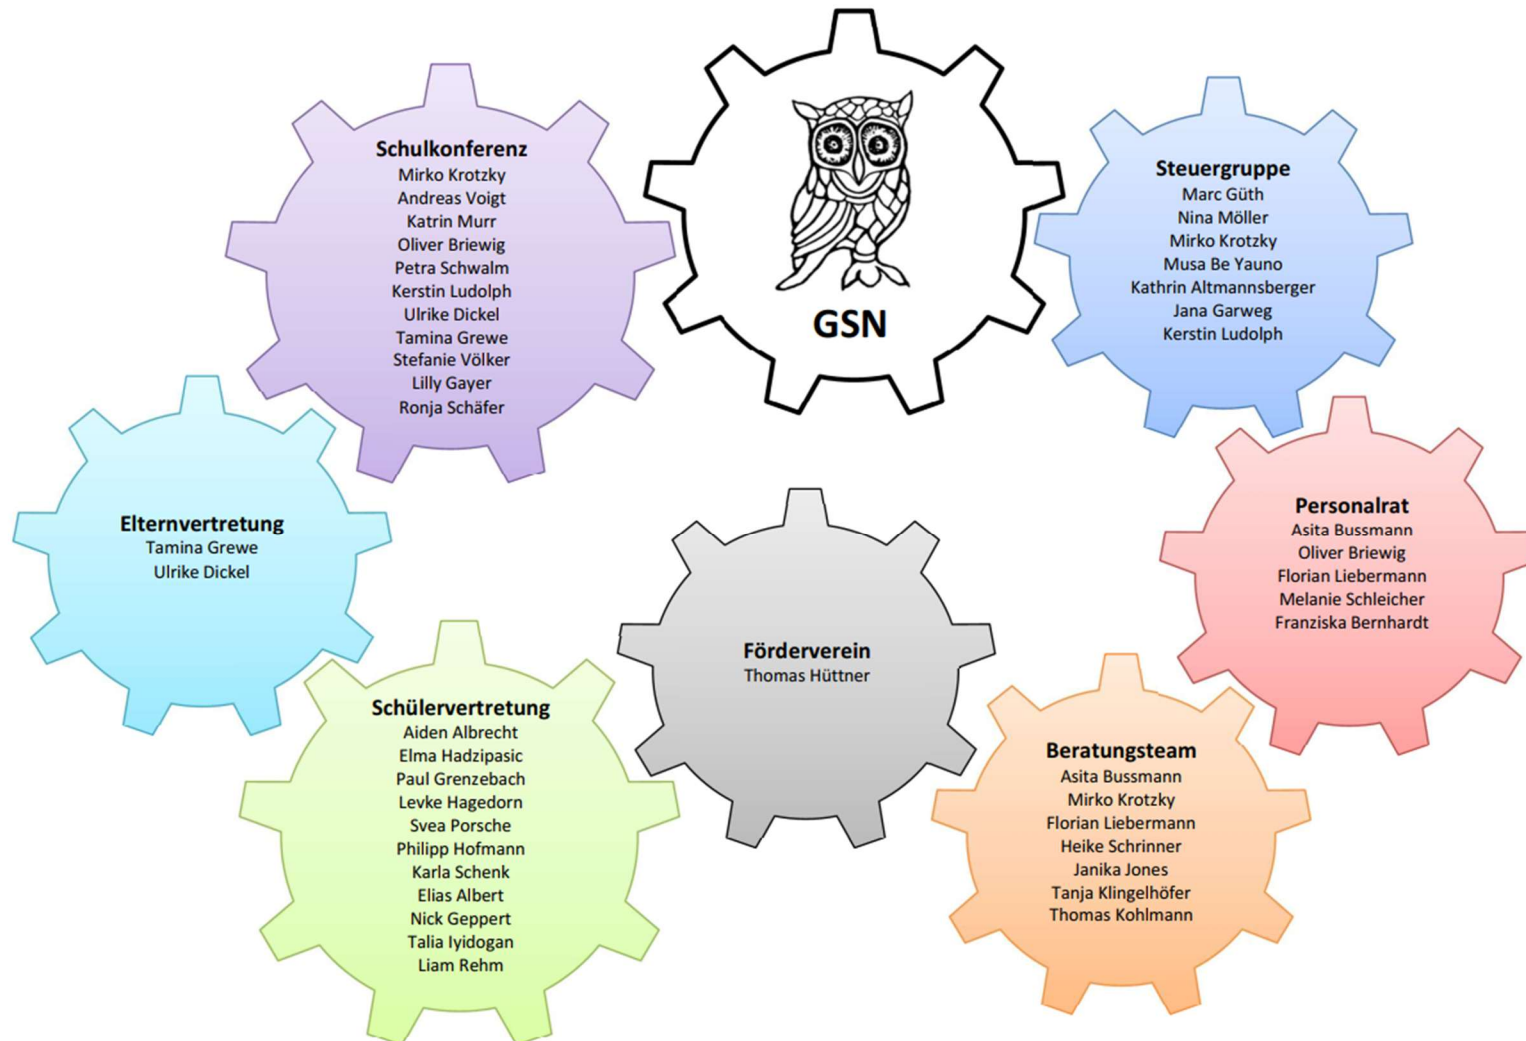 GSN
Schulkonferenz
Mirko Krotzky
Andreas Voigt
Katrin Murr
Oliver Briewig
Petra Schwalm
Kerstin Ludolph
Ulrike Dickel
Tamina Grewe
Stefanie Völker
Lilly Gayer
Ronja Schäfer
Steuergruppe
Marc Güth
Nina Möller
Mirko Krotzky
Musa Be Yauno
Kathrin Altmannsberger
Jana Garweg
Kerstin Ludolph
Elternvertretung
Tamina Grewe
Ulrike Dickel
Personalrat
Asita Bussmann
Oliver Briewig
Florian Liebermann
Melanie Schleicher
Franziska Bernhardt
Förderverein
Thomas Hüttner
Schülervertretung
Aiden Albrecht
Elma Hadzipasic
Paul Grenzebach
Levke Hagedorn
Svea Porsche
Philipp Hofmann
Karla Schenk
Elias Albert
Nick Geppert
Talia Iyidogan
Liam Rehm
Beratungsteam
Asita Bussmann
Mirko Krotzky
Florian Liebermann
Heike Schrinner
Janika Jones
Tanja Klingelhöfer
Thomas Kohlmann